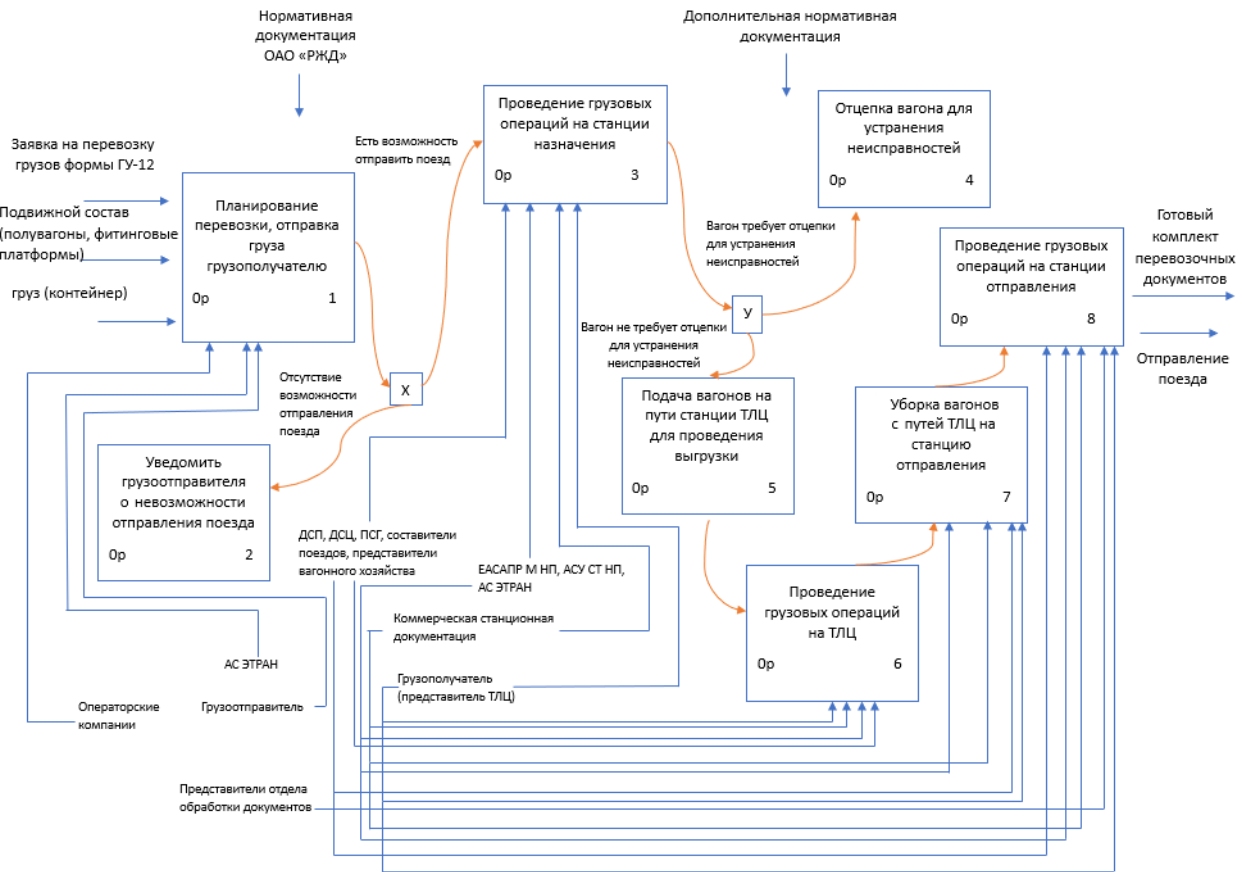 Нормативная
документация
ОАО «РЖД»
Дополнительная нормативная
документация
Заявка на перевозку
грузов формы ГУ-12
Подвижной состав
(полувагоны, фитинговые
платформы)
груз (контейнер)
Планирование
перевозки, отправка
груза
грузополучателю
0р 1
Есть возможность
отправить поезд
Проведение грузовых
операций на станции
назначения
0р 3
Отцепка вагона для
устранения
неисправностей
0р 4
Вагон требует отцепки
для устранения
неисправностей
Проведение грузовых
операций на станции
отправления
0р 8
Готовый
комплект
перевозочных
документов
Отправление
поезда
У
Вагон не требует отцепки
для устранения
неисправностей
Х
Отсутствие
возможности
отправления
поезда
Подача вагонов на
пути станции ТЛЦ
для проведения
выгрузки
0р 5
Уборка вагонов
с путей ТЛЦ на
станцию
отправления
0р 7
Уведомить
грузоотправителя
о невозможности
отправления поезда
0р 2
ДСП, ДСЦ, ПСГ, составители
поездов, представители
вагонного хозяйства
ЕАСАПР М НП, АСУ СТ НП,
АС ЭТРАН
Проведение
грузовых операций
на ТЛЦ
0р 6
Коммерческая станционная
документация
АС ЭТРАН
Грузополучатель
(представитель ТЛЦ)
Операторские
компании
Грузоотправитель
Представители отдела
обработки документов